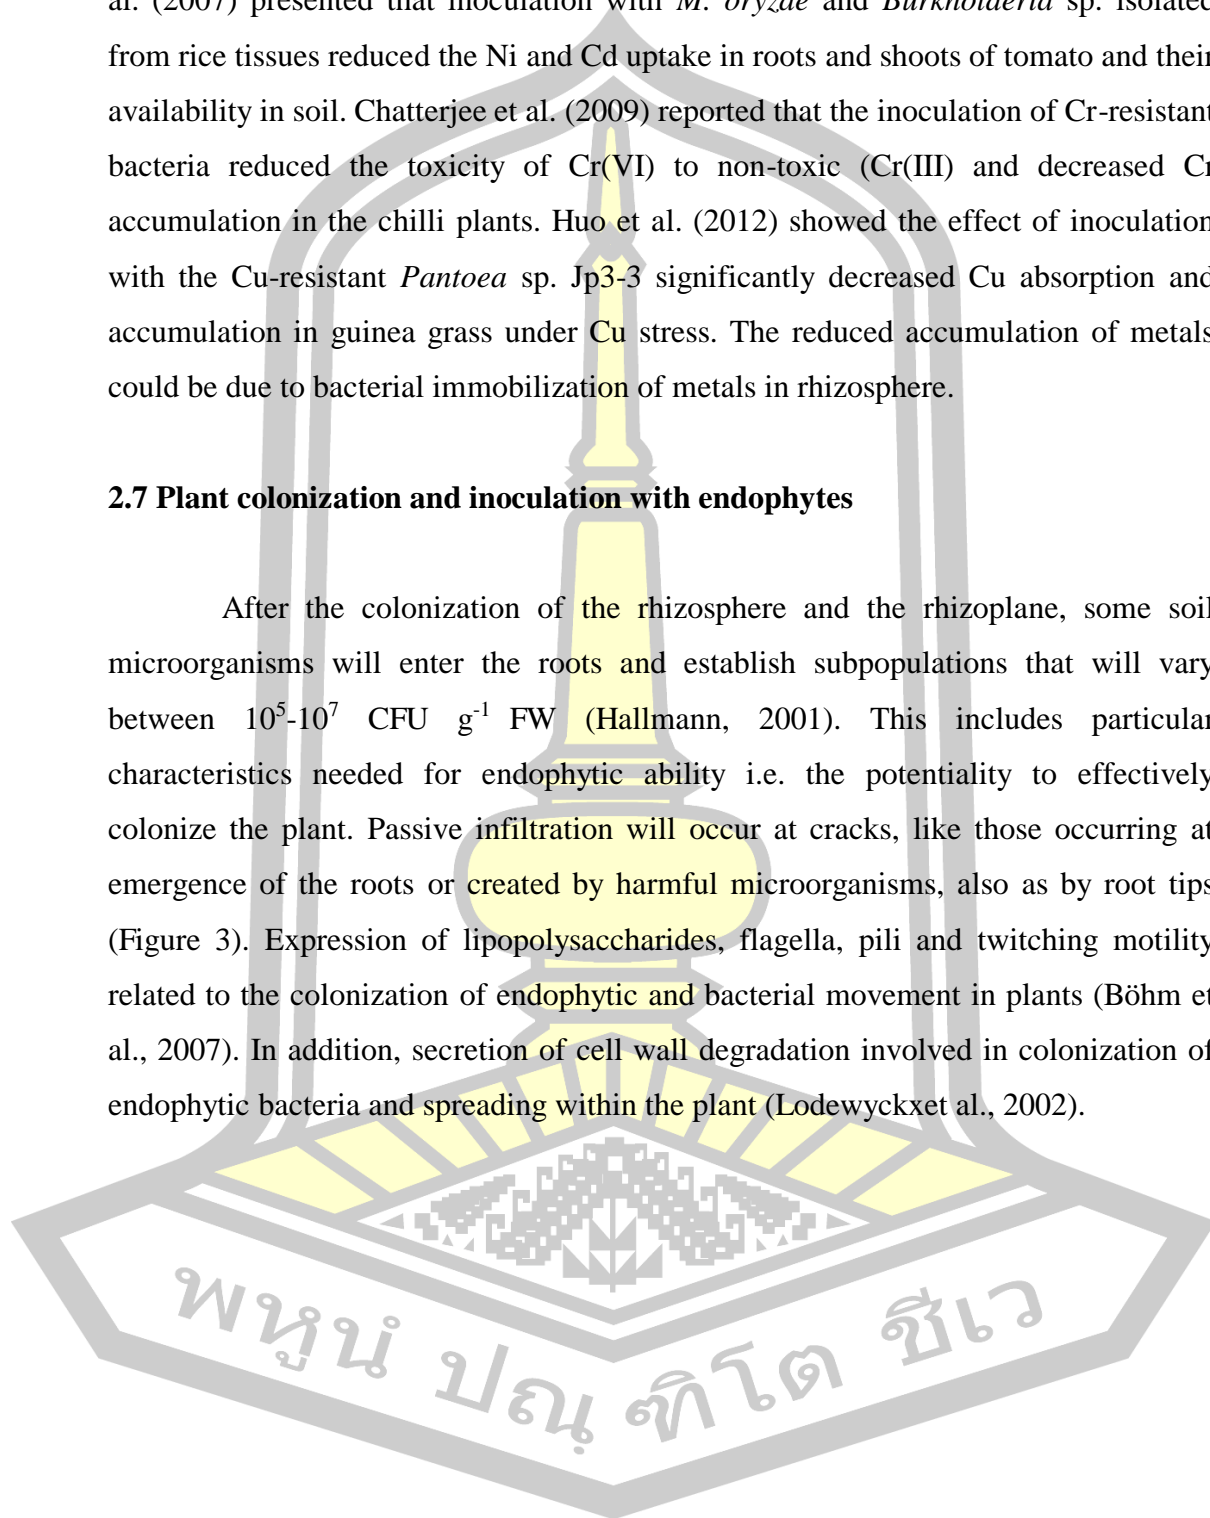 al. (2007) presented that inoculation with M. oryzae and Burkholderia sp. isolated
from rice tissues reduced the Ni and Cd uptake in roots and shoots of tomato and their
availability in soil. Chatterjee et al. (2009) reported that the inoculation of Cr-resistant
bacteria reduced the toxicity of Cr(VI) to non-toxic (Cr(III) and decreased Cr
accumulation in the chilli plants. Huo et al. (2012) showed the effect of inoculation
with the Cu-resistant Pantoea sp. Jp3-3 significantly decreased Cu absorption and
accumulation in guinea grass under Cu stress. The reduced accumulation of metals
could be due to bacterial immobilization of metals in rhizosphere.
2.7 Plant colonization and inoculation with endophytes
After the colonization of the rhizosphere and the rhizoplane, some soil
microorganisms will enter the roots and establish subpopulations that will vary
between 10⁵-10⁷ CFU g⁻¹ FW (Hallmann, 2001). This includes particular
characteristics needed for endophytic ability i.e. the potentiality to effectively
colonize the plant. Passive infiltration will occur at cracks, like those occurring at
emergence of the roots or created by harmful microorganisms, also as by root tips
(Figure 3). Expression of lipopolysaccharides, flagella, pili and twitching motility
related to the colonization of endophytic and bacterial movement in plants (Böhm et
al., 2007). In addition, secretion of cell wall degradation involved in colonization of
endophytic bacteria and spreading within the plant (Lodewyckxet al., 2002).
พหูนํ ปณฺ ฑิโต ชีเว